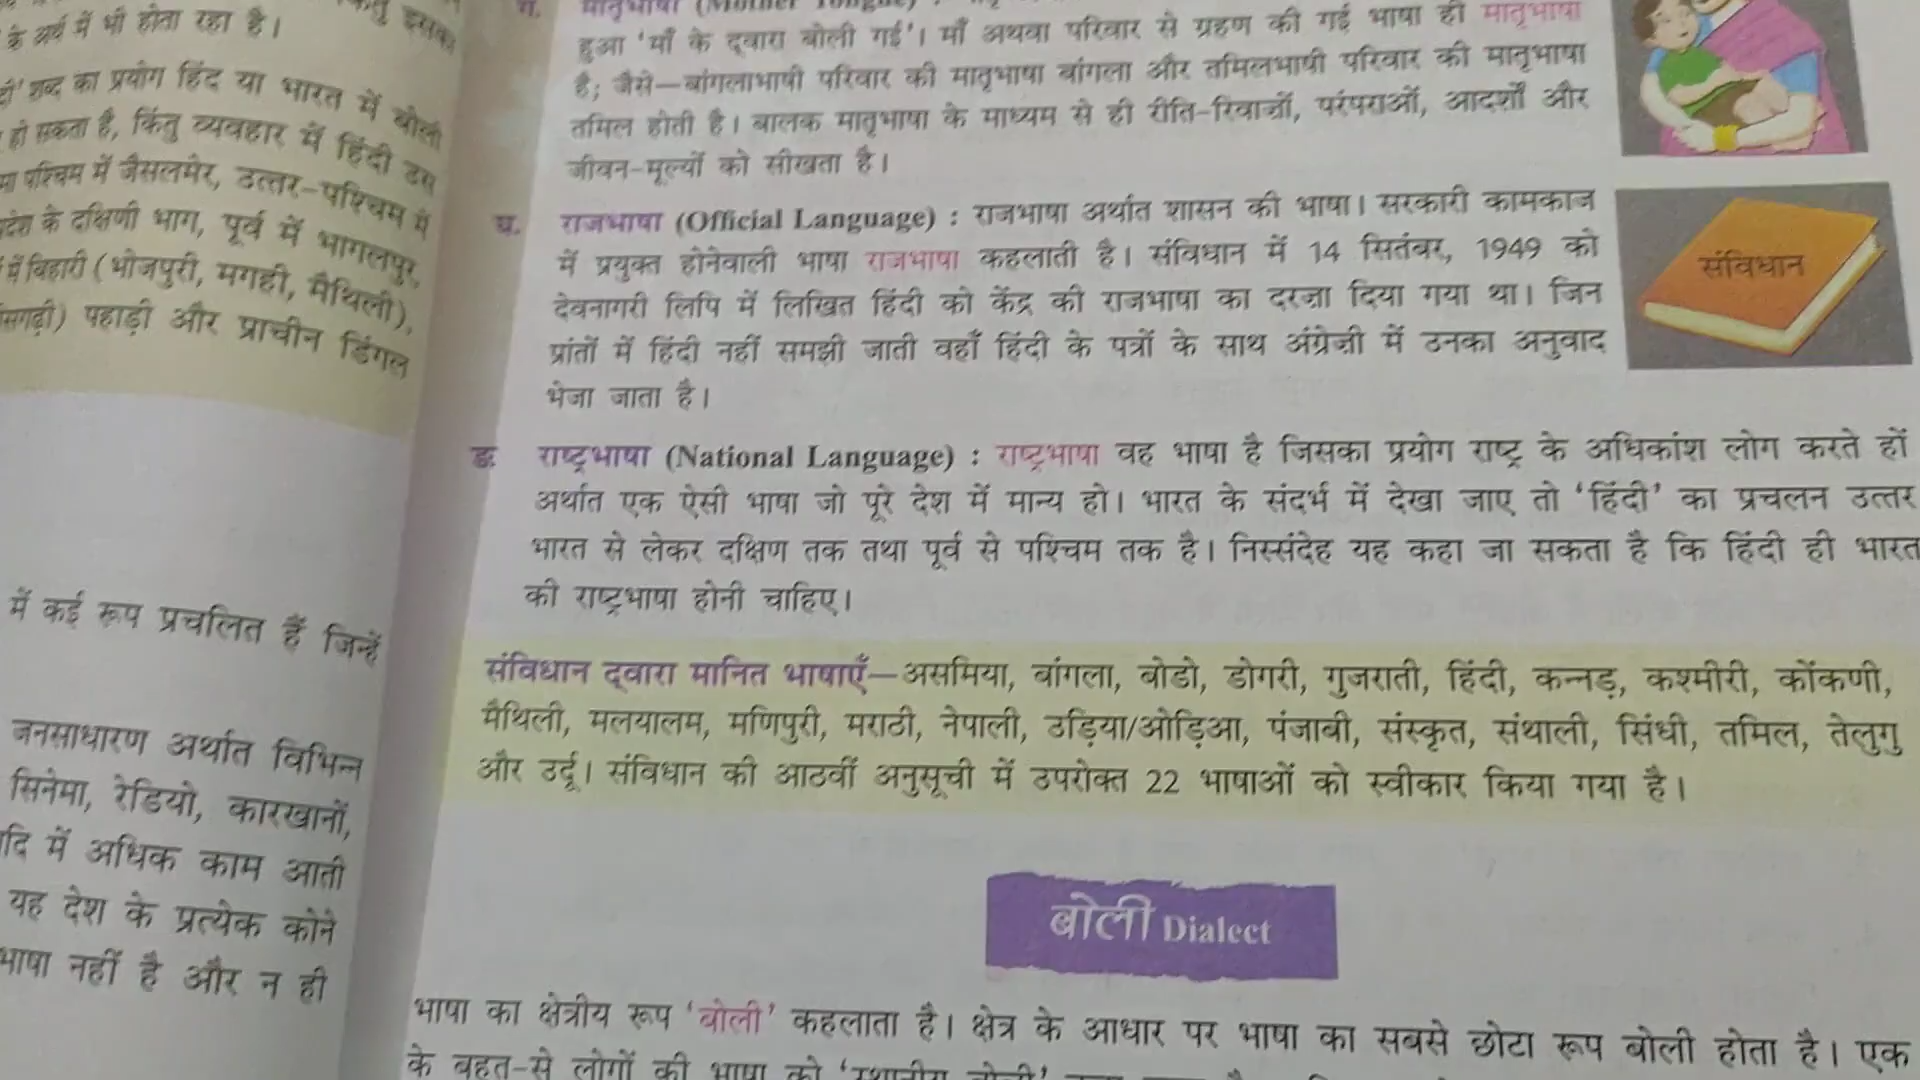 के अर्थ में भी होता रहा है।
शब्द का प्रयोग हिंद या भारत में बोली
हो सकता है, किंतु व्यवहार में हिंदी उस
पश्चिम में जैसलमेर, उत्तर-पश्चिम में
के दक्षिणी भाग, पूर्व में भागलपुर,
में बिहारी (भोजपुरी, मगही, मैथिली),
पहाड़ी और प्राचीन डिंगल
में कई रूप प्रचलित हैं जिन्हें
जनसाधारण अर्थात विभिन्न
सिनेमा, रेडियो, कारखानों,
में अधिक काम आती
यह देश के प्रत्येक कोने
भाषा नहीं है और न ही
ग. मातृभाषा (Mother Tongue) :
हुआ 'माँ के द्वारा बोली गई'। माँ अथवा परिवार से ग्रहण की गई भाषा ही मातृभाषा
है; जैसे—बांगलाभाषी परिवार की मातृभाषा बांगला और तमिलभाषी परिवार की मातृभाषा
तमिल होती है। बालक मातृभाषा के माध्यम से ही रीति-रिवाज़ों, परंपराओं, आदर्शों और
जीवन-मूल्यों को सीखता है।
घ. राजभाषा (Official Language) : राजभाषा अर्थात शासन की भाषा। सरकारी कामकाज
में प्रयुक्त होनेवाली भाषा राजभाषा कहलाती है। संविधान में 14 सितंबर, 1949 को
देवनागरी लिपि में लिखित हिंदी को केंद्र की राजभाषा का दरज़ा दिया गया था। जिन
प्रांतों में हिंदी नहीं समझी जाती वहाँ हिंदी के पत्रों के साथ अंग्रेज़ी में उनका अनुवाद
भेजा जाता है।
संविधान
ङ राष्ट्रभाषा (National Language) : राष्ट्रभाषा वह भाषा है जिसका प्रयोग राष्ट्र के अधिकांश लोग करते हों
अर्थात एक ऐसी भाषा जो पूरे देश में मान्य हो। भारत के संदर्भ में देखा जाए तो 'हिंदी' का प्रचलन उत्तर
भारत से लेकर दक्षिण तक तथा पूर्व से पश्चिम तक है। निस्संदेह यह कहा जा सकता है कि हिंदी ही भारत
की राष्ट्रभाषा होनी चाहिए।
संविधान द्वारा मानित भाषाएँ—असमिया, बांगला, बोडो, डोगरी, गुजराती, हिंदी, कन्नड़, कश्मीरी, कोंकणी,
मैथिली, मलयालम, मणिपुरी, मराठी, नेपाली, उड़िया/ओड़िआ, पंजाबी, संस्कृत, संथाली, सिंधी, तमिल, तेलुगु
और उर्दू। संविधान की आठवीं अनुसूची में उपरोक्त 22 भाषाओं को स्वीकार किया गया है।
बोली Dialect
भाषा का क्षेत्रीय रूप 'बोली' कहलाता है। क्षेत्र के आधार पर भाषा का सबसे छोटा रूप बोली होता है। एक
के बहुत-से लोगों की भाषा को